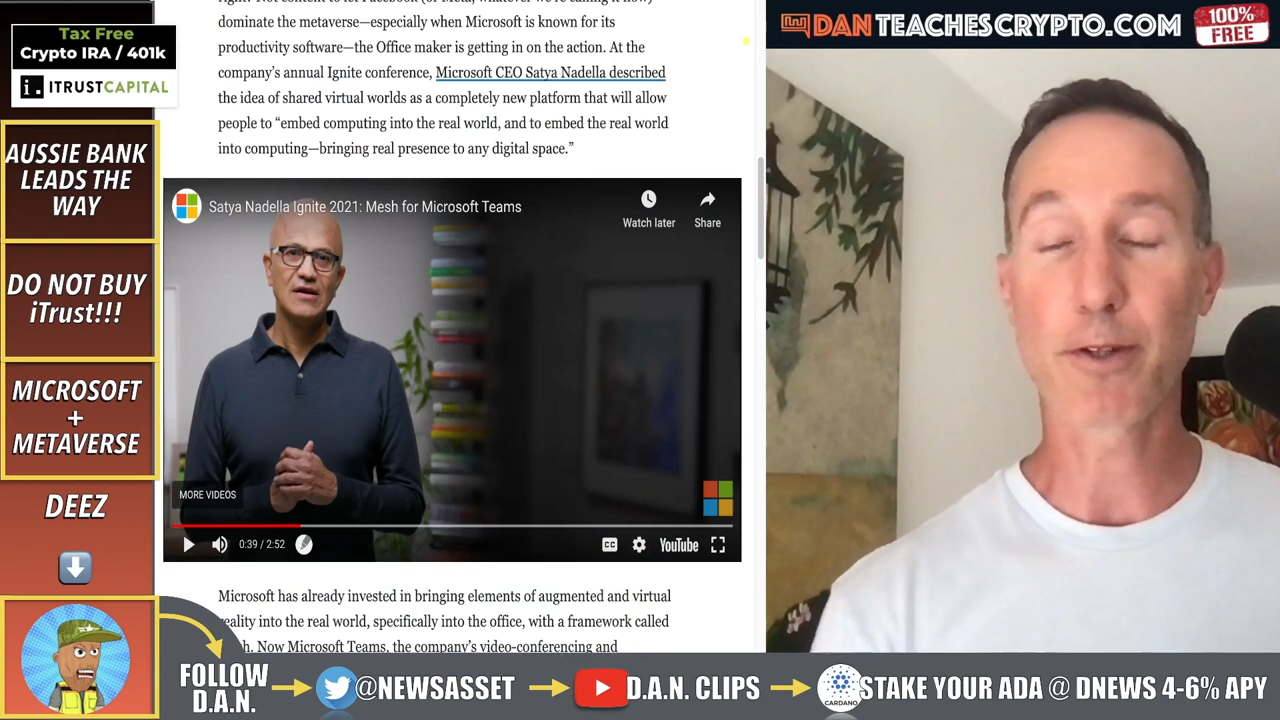 Tax Free
Crypto IRA / 401k
ITRUSTCAPITAL
AUSSIE BANK
LEADS THE
WAY
DO NOT BUY
iTrust!!!
MICROSOFT
+
METAVERSE
DEEZ
dominate the metaverse—especially when Microsoft is known for its
productivity software—the Office maker is getting in on the action. At the
company's annual Ignite conference, Microsoft CEO Satya Nadella described
the idea of shared virtual worlds as a completely new platform that will allow
people to “embed computing into the real world, and to embed the real world
into computing—bringing real presence to any digital space.”
Satya Nadella Ignite 2021: Mesh for Microsoft Teams
Watch later
Share
MORE VIDEOS
0:39 / 2:52
CC
YouTube
Microsoft has already invested in bringing elements of augmented and virtual
into the real world, specifically into the office, with a framework called
Now Microsoft Teams, the company's video-conferencing and
DAN TEACHESCRYPTO.COM
100%
FREE
FOLLOW
D.A.N.
@NEWSASSET
D.A.N. CLIPS
CARDANO
STAKE YOUR ADA @ DNEWS 4-6% APY